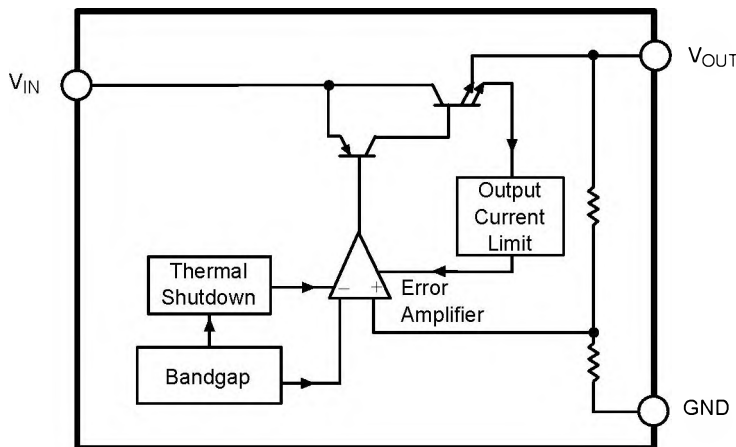 V_IN
V_OUT
Output
Current
Limit
Thermal
Shutdown
− +
Error
Amplifier
Bandgap
GND